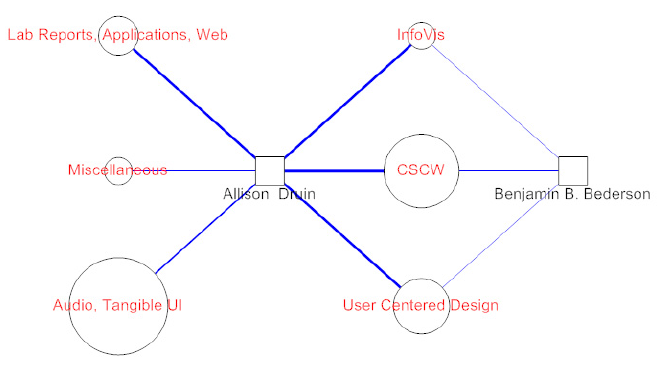 Lab Reports, Applications, Web
InfoVis
Miscellaneous
CSCW
Allison Druin
Benjamin B. Bederson
Audio, Tangible UI
User Centered Design